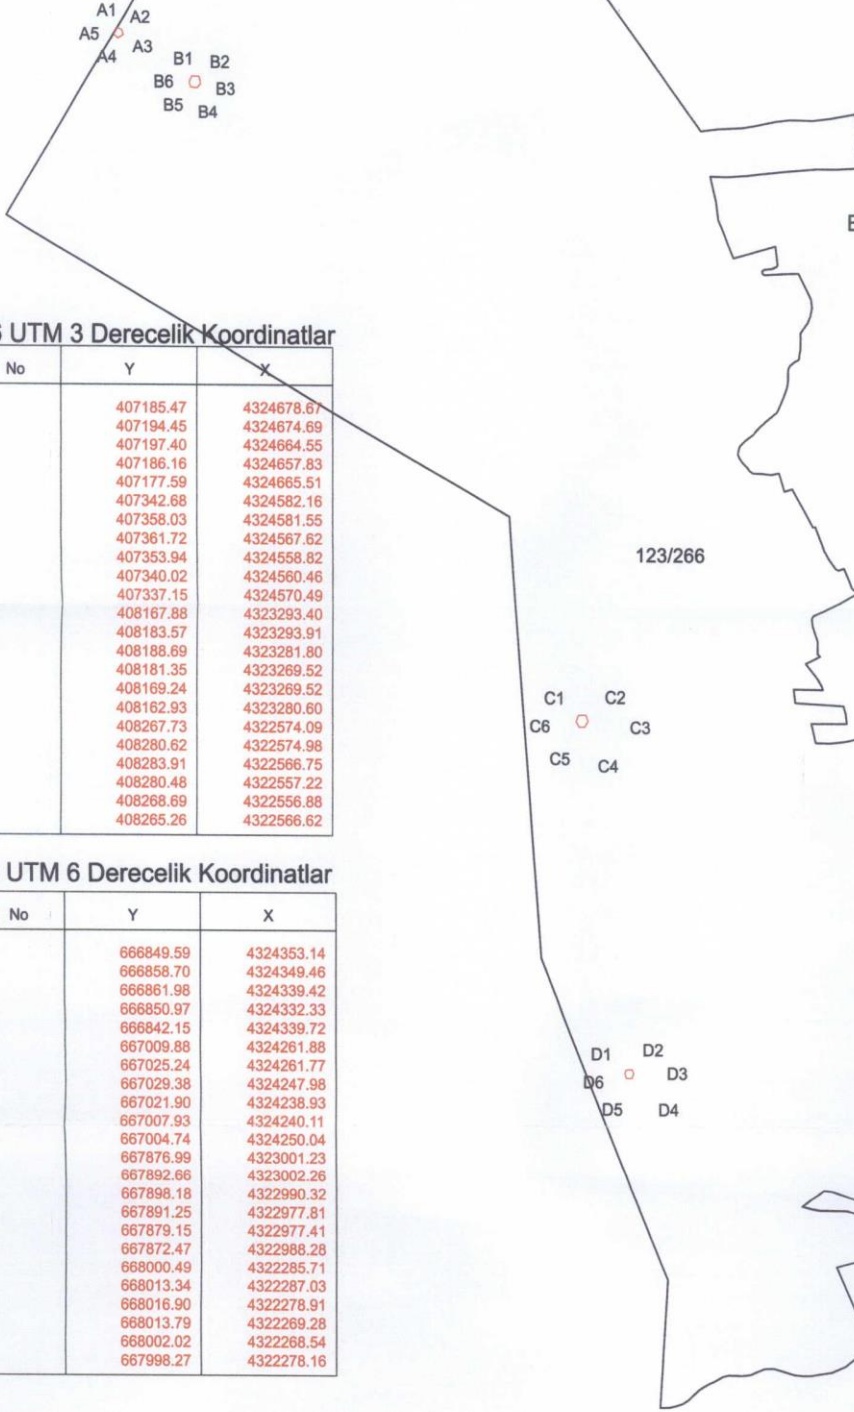 A1
A2
A5
A3
A4
B1
B2
B6
B3
B5
B4
UTM 3 Derecelik Koordinatlar
No Y X
407185.47 4324678.67
407194.45 4324674.69
407197.40 4324664.55
407186.16 4324657.83
407177.59 4324665.51
407342.68 4324582.16
407358.03 4324581.55
407361.72 4324567.62
407353.94 4324558.82
407340.02 4324560.46
407337.15 4324570.49
408167.88 4323293.40
408183.57 4323293.91
408188.69 4323281.80
408181.35 4323269.52
408169.24 4323269.52
408162.93 4323280.60
408267.73 4322574.09
408280.62 4322574.98
408283.91 4322566.75
408280.48 4322557.22
408268.69 4322556.88
408265.26 4322566.62
123/266
C1
C2
C6
C3
C5
C4
UTM 6 Derecelik Koordinatlar
No Y X
666849.59 4324353.14
666858.70 4324349.46
666861.98 4324339.42
666850.97 4324332.33
666842.15 4324339.72
667009.88 4324261.88
667025.24 4324261.77
667029.38 4324247.98
667021.90 4324238.93
667007.93 4324240.11
667004.74 4324250.04
667876.99 4323001.23
667892.66 4323002.26
667898.18 4322990.32
667891.25 4322977.81
667879.15 4322977.41
667872.47 4322988.28
668000.49 4322285.71
668013.34 4322287.03
668016.90 4322278.91
668013.79 4322269.28
668002.02 4322268.54
667998.27 4322278.16
D1
D2
D6
D3
D5
D4